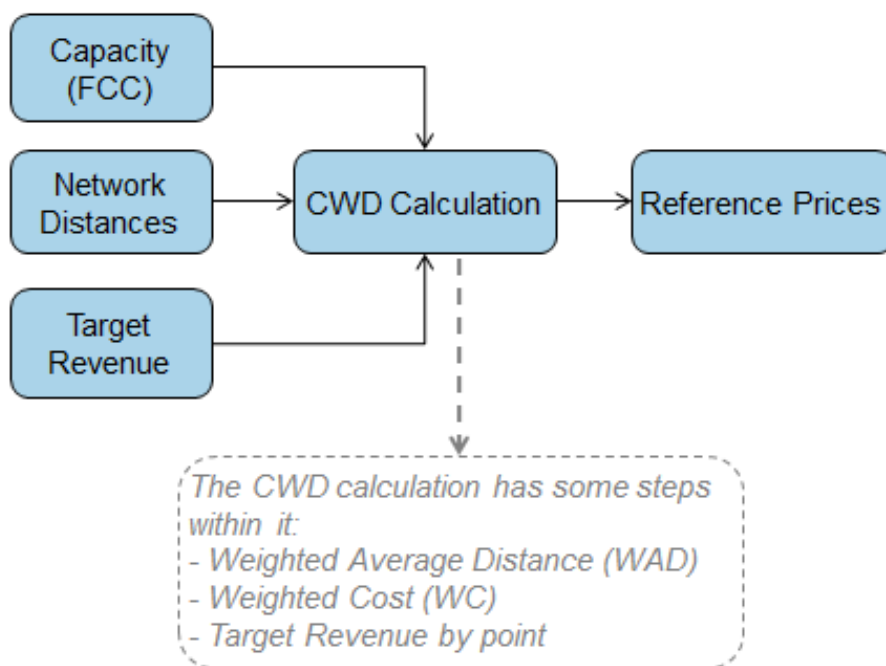 Capacity
(FCC)
Network
Distances
CWD Calculation
Reference Prices
Target
Revenue
The CWD calculation has some steps
within it:
- Weighted Average Distance (WAD)
- Weighted Cost (WC)
- Target Revenue by point